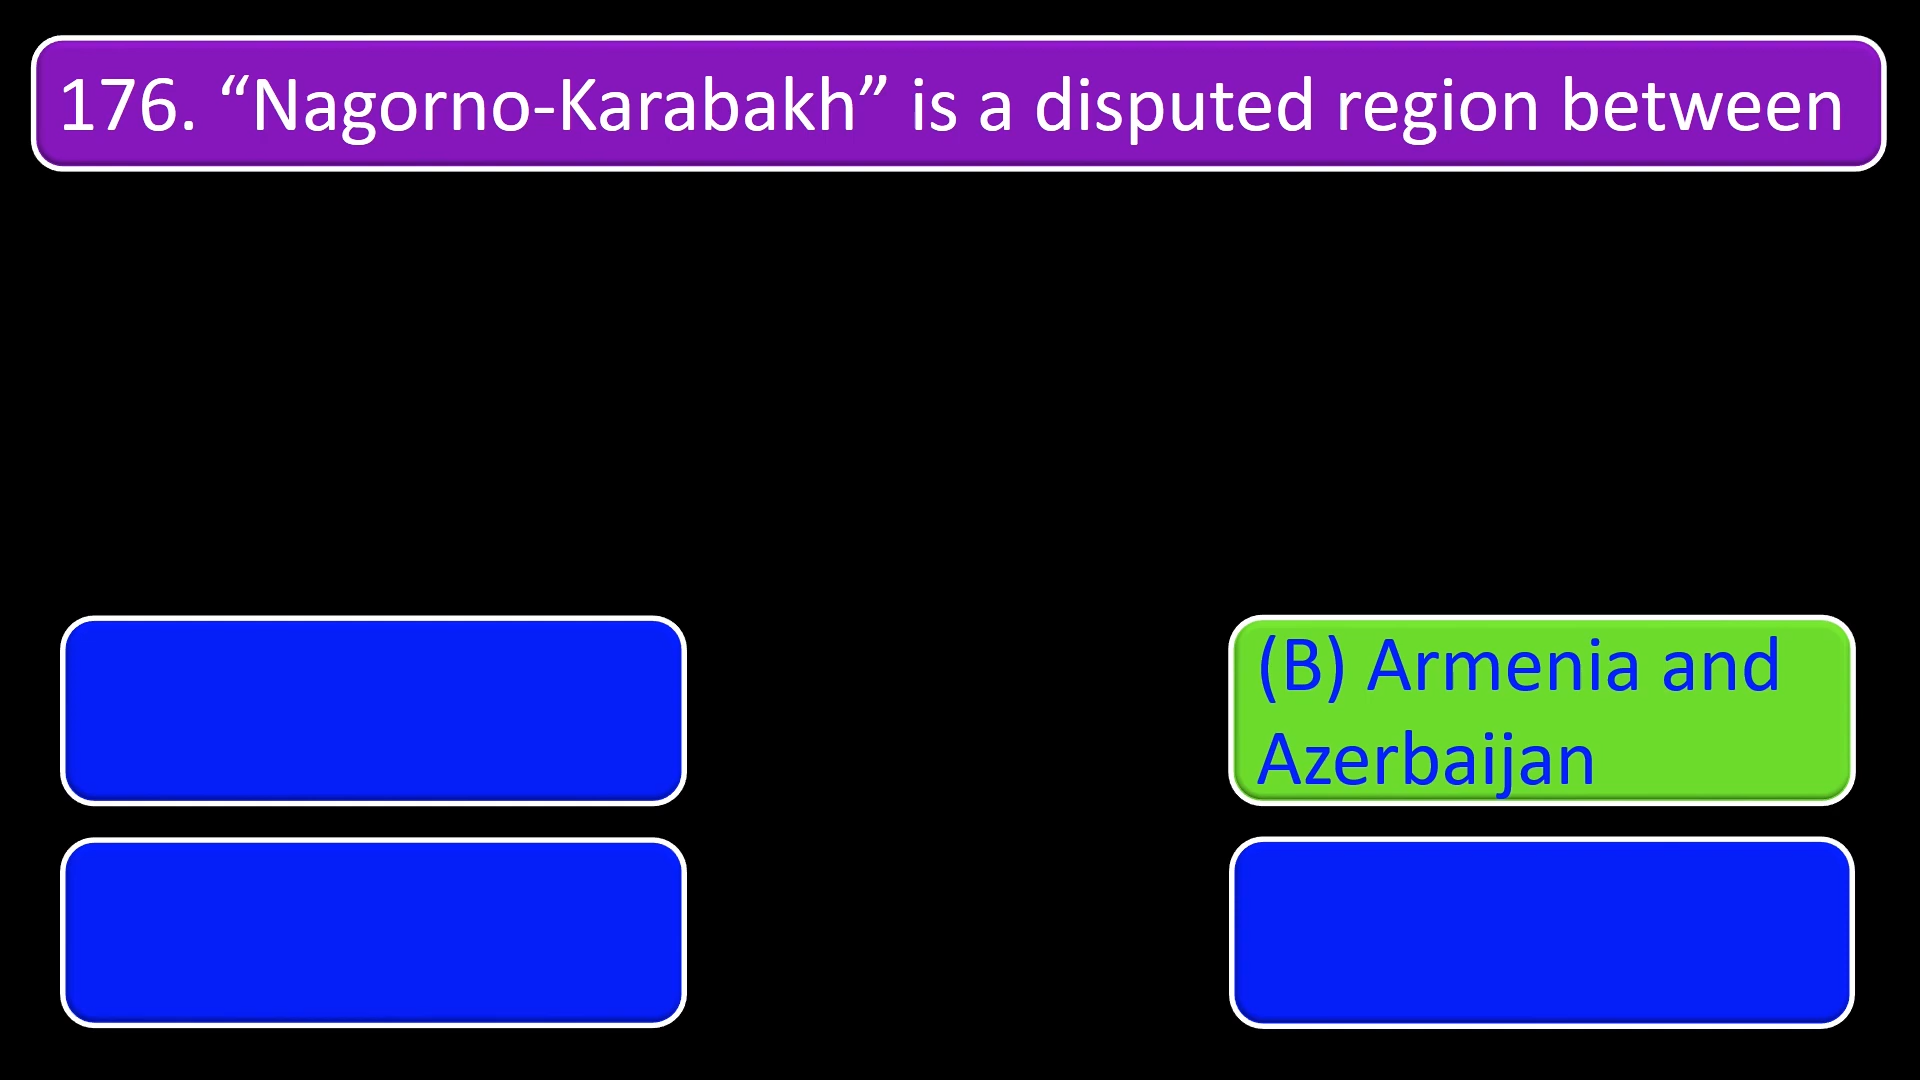 176. “Nagorno-Karabakh” is a disputed region between
(B) Armenia and
Azerbaijan